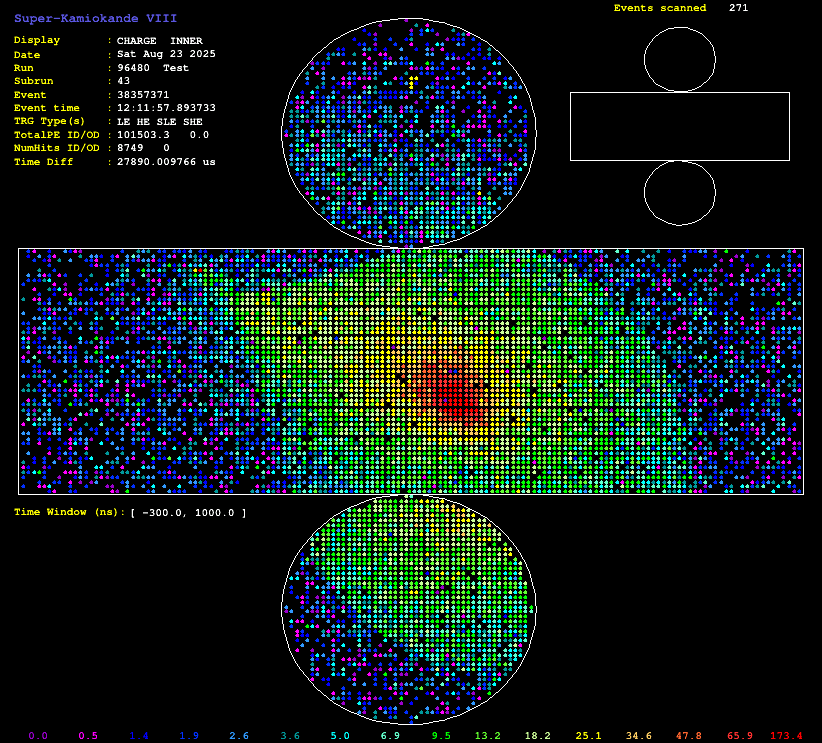 Super-Kamiokande VIII
Events scanned 271
Display : CHARGE INNER
Date : Sat Aug 23 2025
Run : 96480 Test
Subrun : 43
Event : 38357371
Event time : 12:11:57.893733
TRG Type(s) : LE HE SLE SHE
TotalPE ID/OD : 101503.3 0.0
NumHits ID/OD : 8749 0
Time Diff : 27890.009766 us
Time Window (ns): [ -300.0, 1000.0 ]
0.0 0.5 1.4 1.9 2.6 3.6 5.0 6.9 9.5 13.2 18.2 25.1 34.6 47.8 65.9 173.4